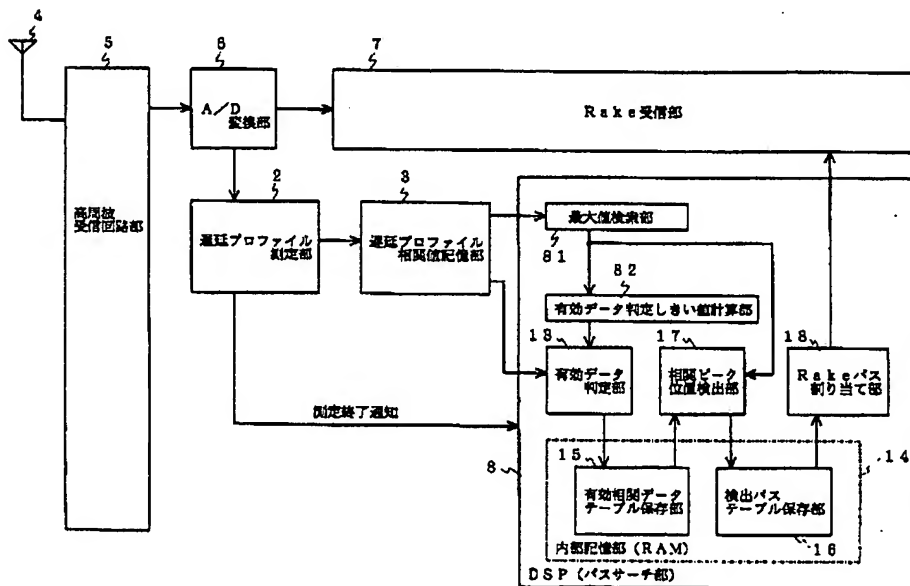 4
5
6
7
A／D
変換部
Rake受信部
高周波
受信回路部
2
3
遅延プロファイル
測定部
遅延プロファイル
相関値記憶部
最大値検索部
81
82
有効データ判定しきい値計算部
13
17
18
有効データ
判定部
相関ピーク
位置検出部
Rakeパス
割り当て部
測定終了通知
8
15
14
有効相関データ
テーブル保存部
検出パス
テーブル保存部
16
内部記憶部（RAM）
DSP（パスサーチ部）